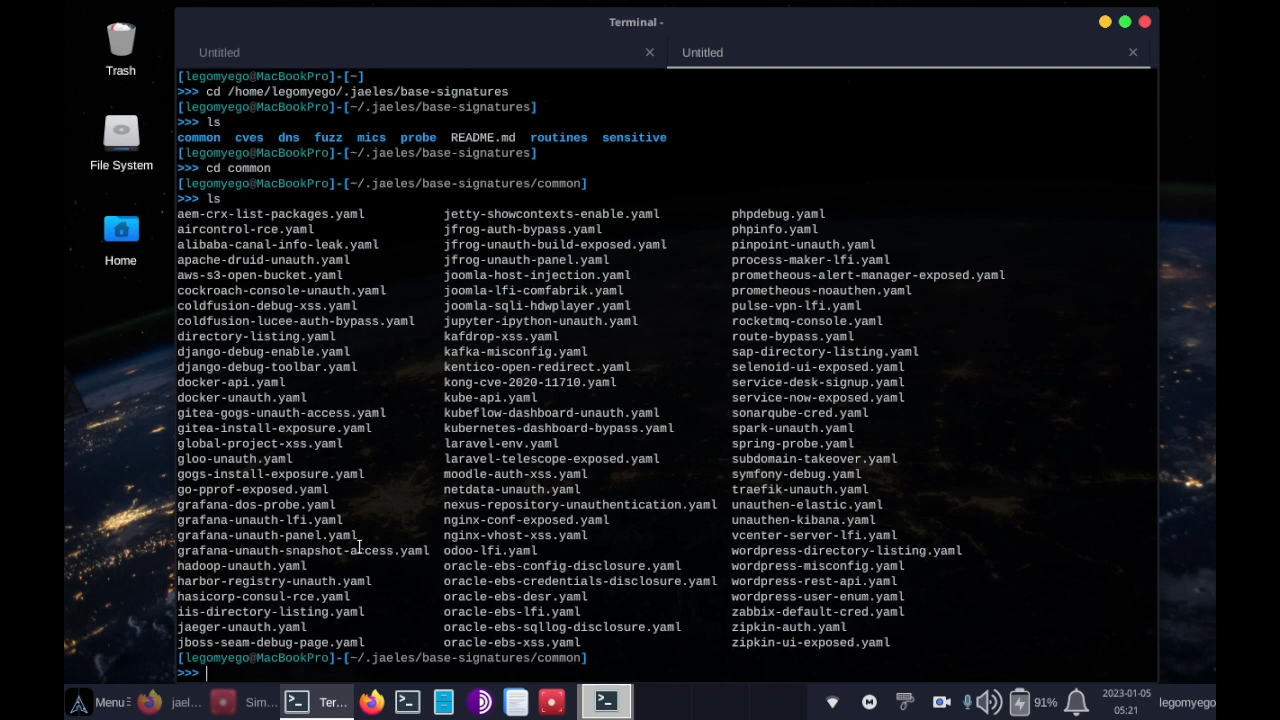 Terminal -
Trash
File System
Home
Untitled
Untitled
[legomyego@MacBookPro]-[~]
>>> cd /home/legomyego/.jaeles/base-signatures
[legomyego@MacBookPro]-[~/.jaeles/base-signatures]
>>> ls
common cves dns fuzz mics probe README.md routines sensitive
[legomyego@MacBookPro]-[~/.jaeles/base-signatures]
>>> cd common
[legomyego@MacBookPro]-[~/.jaeles/base-signatures/common]
>>> ls
aem-crx-list-packages.yaml jetty-showcontexts-enable.yaml phpdebug.yaml
aircontrol-rce.yaml jfrog-auth-bypass.yaml phpinfo.yaml
alibaba-canal-info-leak.yaml jfrog-unauth-build-exposed.yaml pinpoint-unauth.yaml
apache-druid-unauth.yaml jfrog-unauth-panel.yaml process-maker-lfi.yaml
aws-s3-open-bucket.yaml joomla-host-injection.yaml prometheous-alert-manager-exposed.yaml
cockroach-console-unauth.yaml joomla-lfi-comfabrik.yaml prometheous-noauthen.yaml
coldfusion-debug-xss.yaml joomla-sqli-hdwplayer.yaml pulse-vpn-lfi.yaml
coldfusion-lucee-auth-bypass.yaml jupyter-ipython-unauth.yaml rocketmq-console.yaml
directory-listing.yaml kafdrop-xss.yaml route-bypass.yaml
django-debug-enable.yaml kafka-misconfig.yaml sap-directory-listing.yaml
django-debug-toolbar.yaml kentico-open-redirect.yaml selenoid-ui-exposed.yaml
docker-api.yaml kong-cve-2020-11710.yaml service-desk-signup.yaml
docker-unauth.yaml kube-api.yaml service-now-exposed.yaml
gitea-gogs-unauth-access.yaml kubeflow-dashboard-unauth.yaml sonarqube-cred.yaml
gitea-install-exposure.yaml kubernetes-dashboard-bypass.yaml spark-unauth.yaml
global-project-xss.yaml laravel-env.yaml spring-probe.yaml
gloo-unauth.yaml laravel-telescope-exposed.yaml subdomain-takeover.yaml
gogs-install-exposure.yaml moodle-auth-xss.yaml symfony-debug.yaml
go-pprof-exposed.yaml netdata-unauth.yaml traefik-unauth.yaml
grafana-dos-probe.yaml nexus-repository-unauthentication.yaml unauthen-elastic.yaml
grafana-unauth-lfi.yaml nginx-conf-exposed.yaml unauthen-kibana.yaml
grafana-unauth-panel.yaml nginx-vhost-xss.yaml vcenter-server-lfi.yaml
grafana-unauth-snapshot-access.yaml odoo-lfi.yaml wordpress-directory-listing.yaml
hadoop-unauth.yaml oracle-ebs-config-disclosure.yaml wordpress-misconfig.yaml
harbor-registry-unauth.yaml oracle-ebs-credentials-disclosure.yaml wordpress-rest-api.yaml
hasicorp-consul-rce.yaml oracle-ebs-desr.yaml wordpress-user-enum.yaml
iis-directory-listing.yaml oracle-ebs-lfi.yaml zabbix-default-cred.yaml
jaeger-unauth.yaml oracle-ebs-sqllog-disclosure.yaml zipkin-auth.yaml
jboss-seam-debug-page.yaml oracle-ebs-xss.yaml zipkin-ui-exposed.yaml
[legomyego@MacBookPro]-[~/.jaeles/base-signatures/common]
>>>
Menu jael... Sim... Ter... 91% 2023-01-05 legomyego
05:21